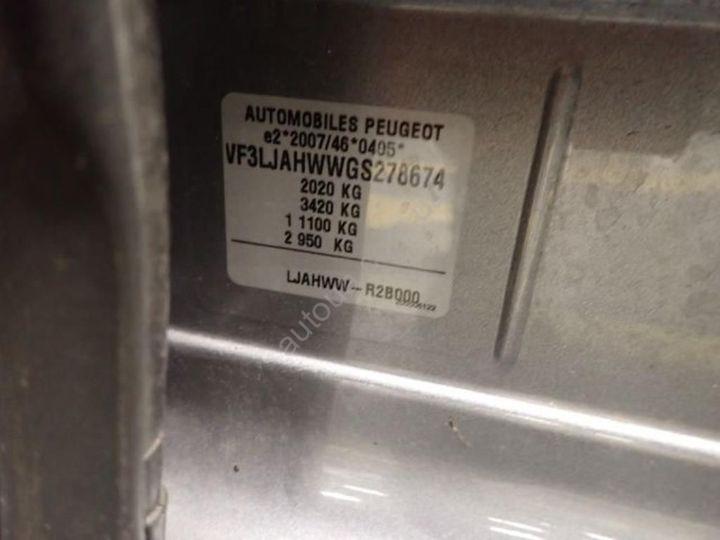 AUTOMOBILES PEUGEOT
e2*2007/46*0405*
VF3LJAHWWGS278674
2020 KG
3420 KG
1 1100 KG
2 950 KG
LJAHWW-R2B000